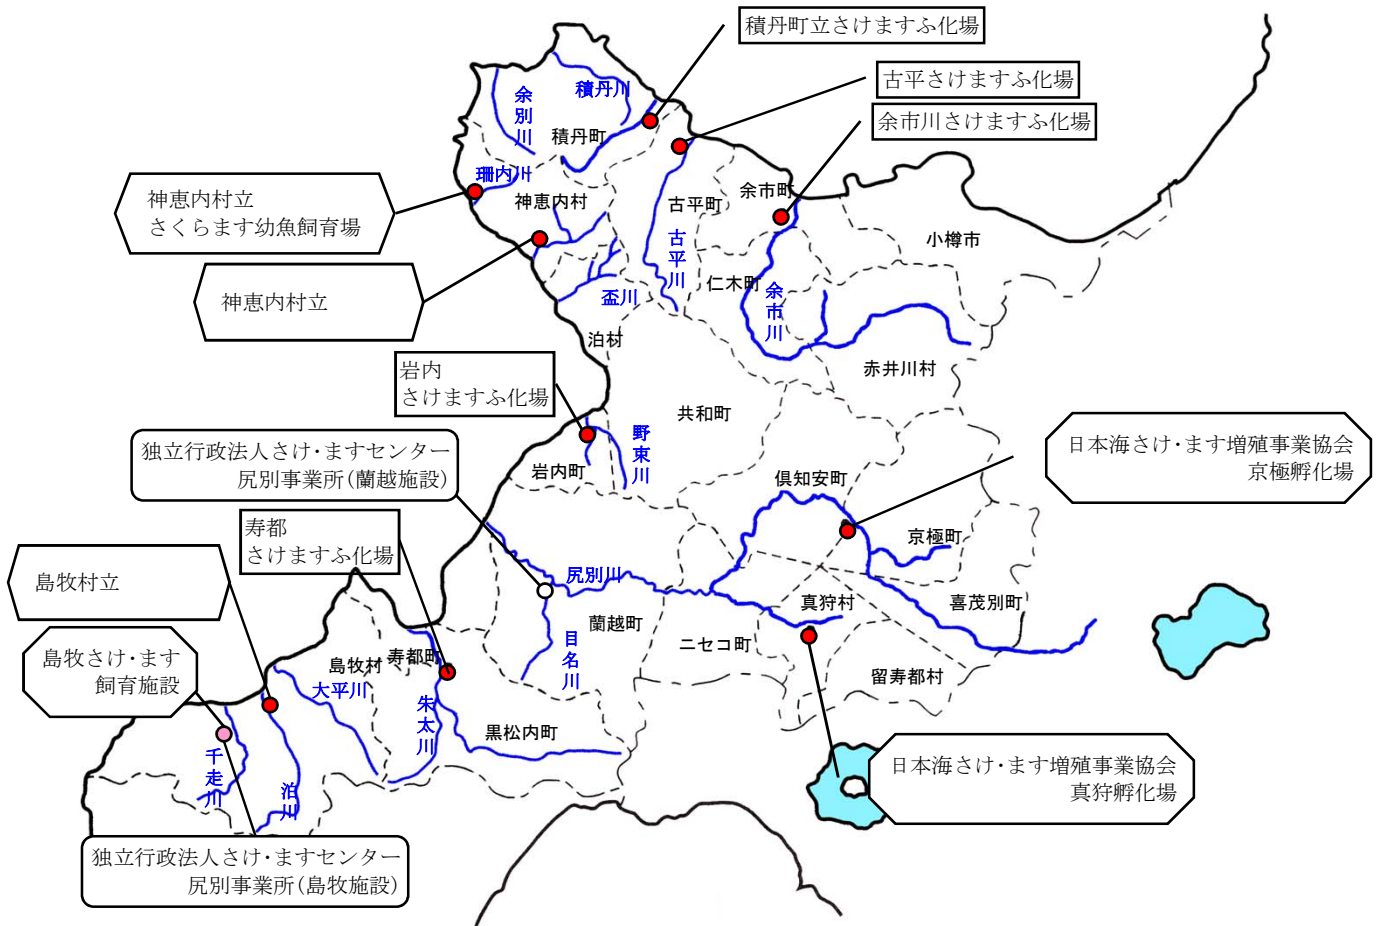 積丹町立さけますふ化場
古平さけますふ化場
余市川さけますふ化場
余別川
積丹川
積丹町
珊内川
神恵内村立
さくらます幼魚飼育場
神恵内村
古平町
余市町
小樽市
古平川
仁木町
余市川
神恵内村立
盃川
泊村
赤井川村
岩内
さけますふ化場
共和町
野束川
岩内町
日本海さけ・ます増殖事業協会
京極孵化場
独立行政法人さけ・ますセンター
尻別事業所(蘭越施設)
倶知安町
京極町
寿都
さけますふ化場
島牧村立
尻別川
真狩村
喜茂別町
蘭越町
ニセコ町
目名川
島牧さけ・ます
飼育施設
島牧村
寿都町
大平川
留寿都村
朱太川
黒松内町
千走川
泊川
日本海さけ・ます増殖事業協会
真狩孵化場
独立行政法人さけ・ますセンター
尻別事業所(島牧施設)